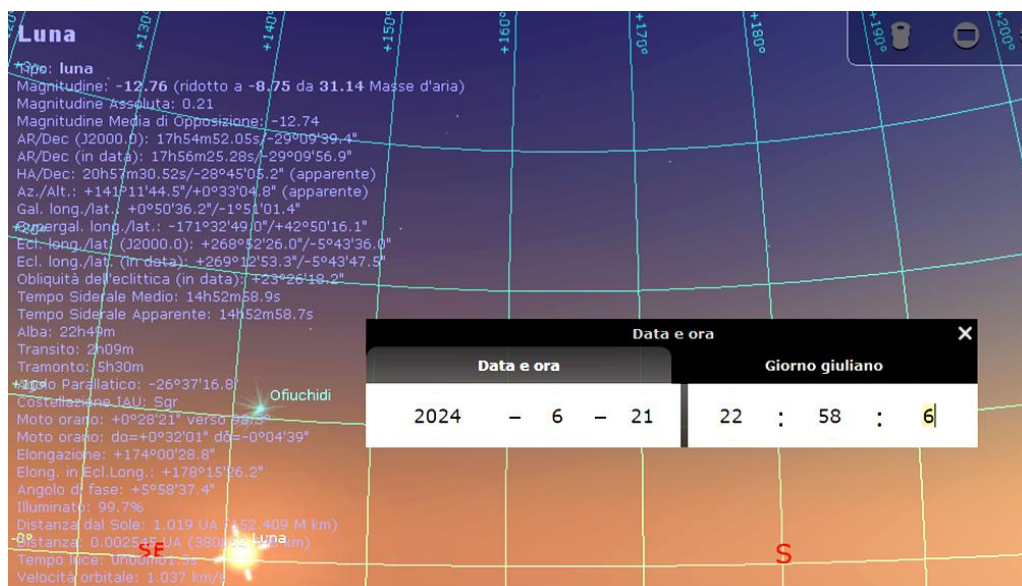 +130°
+140°
+150°
+160°
+170°
+180°
+190°
+200°
Luna
Tipo: luna
Magnitudine: -12.76 (ridotto a -8.75 da 31.14 Masse d'aria)
Magnitudine Assoluta: 0.21
Magnitudine Media di Opposizione: -12.74
AR/Dec (J2000.0): 17h54m52.05s/-29°09'39.4"
AR/Dec (in data): 17h56m25.28s/-29°09'56.9"
HA/Dec: 20h57m30.52s/-28°45'05.2" (apparente)
Az./Alt.: +141°11'44.5"/+0°33'04.8" (apparente)
Gal. long./lat.: +0°50'36.2"/-1°51'01.4"
Supergal. long./lat.: -171°32'49.0"/+42°50'16.1"
Ecl. long./lat. (J2000.0): +268°52'26.0"/-5°43'36.0"
Ecl. long./lat. (in data): +269°12'53.3"/-5°43'47.5"
Obliquità dell'eclittica (in data): +23°26'18.2"
Tempo Siderale Medio: 14h52m58.9s
Tempo Siderale Apparente: 14h52m58.7s
Alba: 22h49m
Transito: 2h09m
Tramonto: 5h30m
Angolo Parallatico: -26°37'16.8"
Costellazione IAU: Sgr
Moto orario: +0°28'21" verso
Moto orario: dα=+0°32'01" dδ=-0°04'39"
Elongazione: +174°00'28.8"
Elong. in Ecl.Long.: +178°15'26.2"
Angolo di fase: +5°58'37.4"
Illuminato: 99.7%
Distanza dal Sole: 1.019 UA (152.409 M km)
Distanza: 0.002545 UA km)
Tempo luce: 0h00m01.3s
Velocità orbitale: 1.037 km/s
Ofiuchidi
Luna
SE
S
Data e ora
×
Data e ora
Giorno giuliano
2024 – 6 – 21
22 : 58 : 6